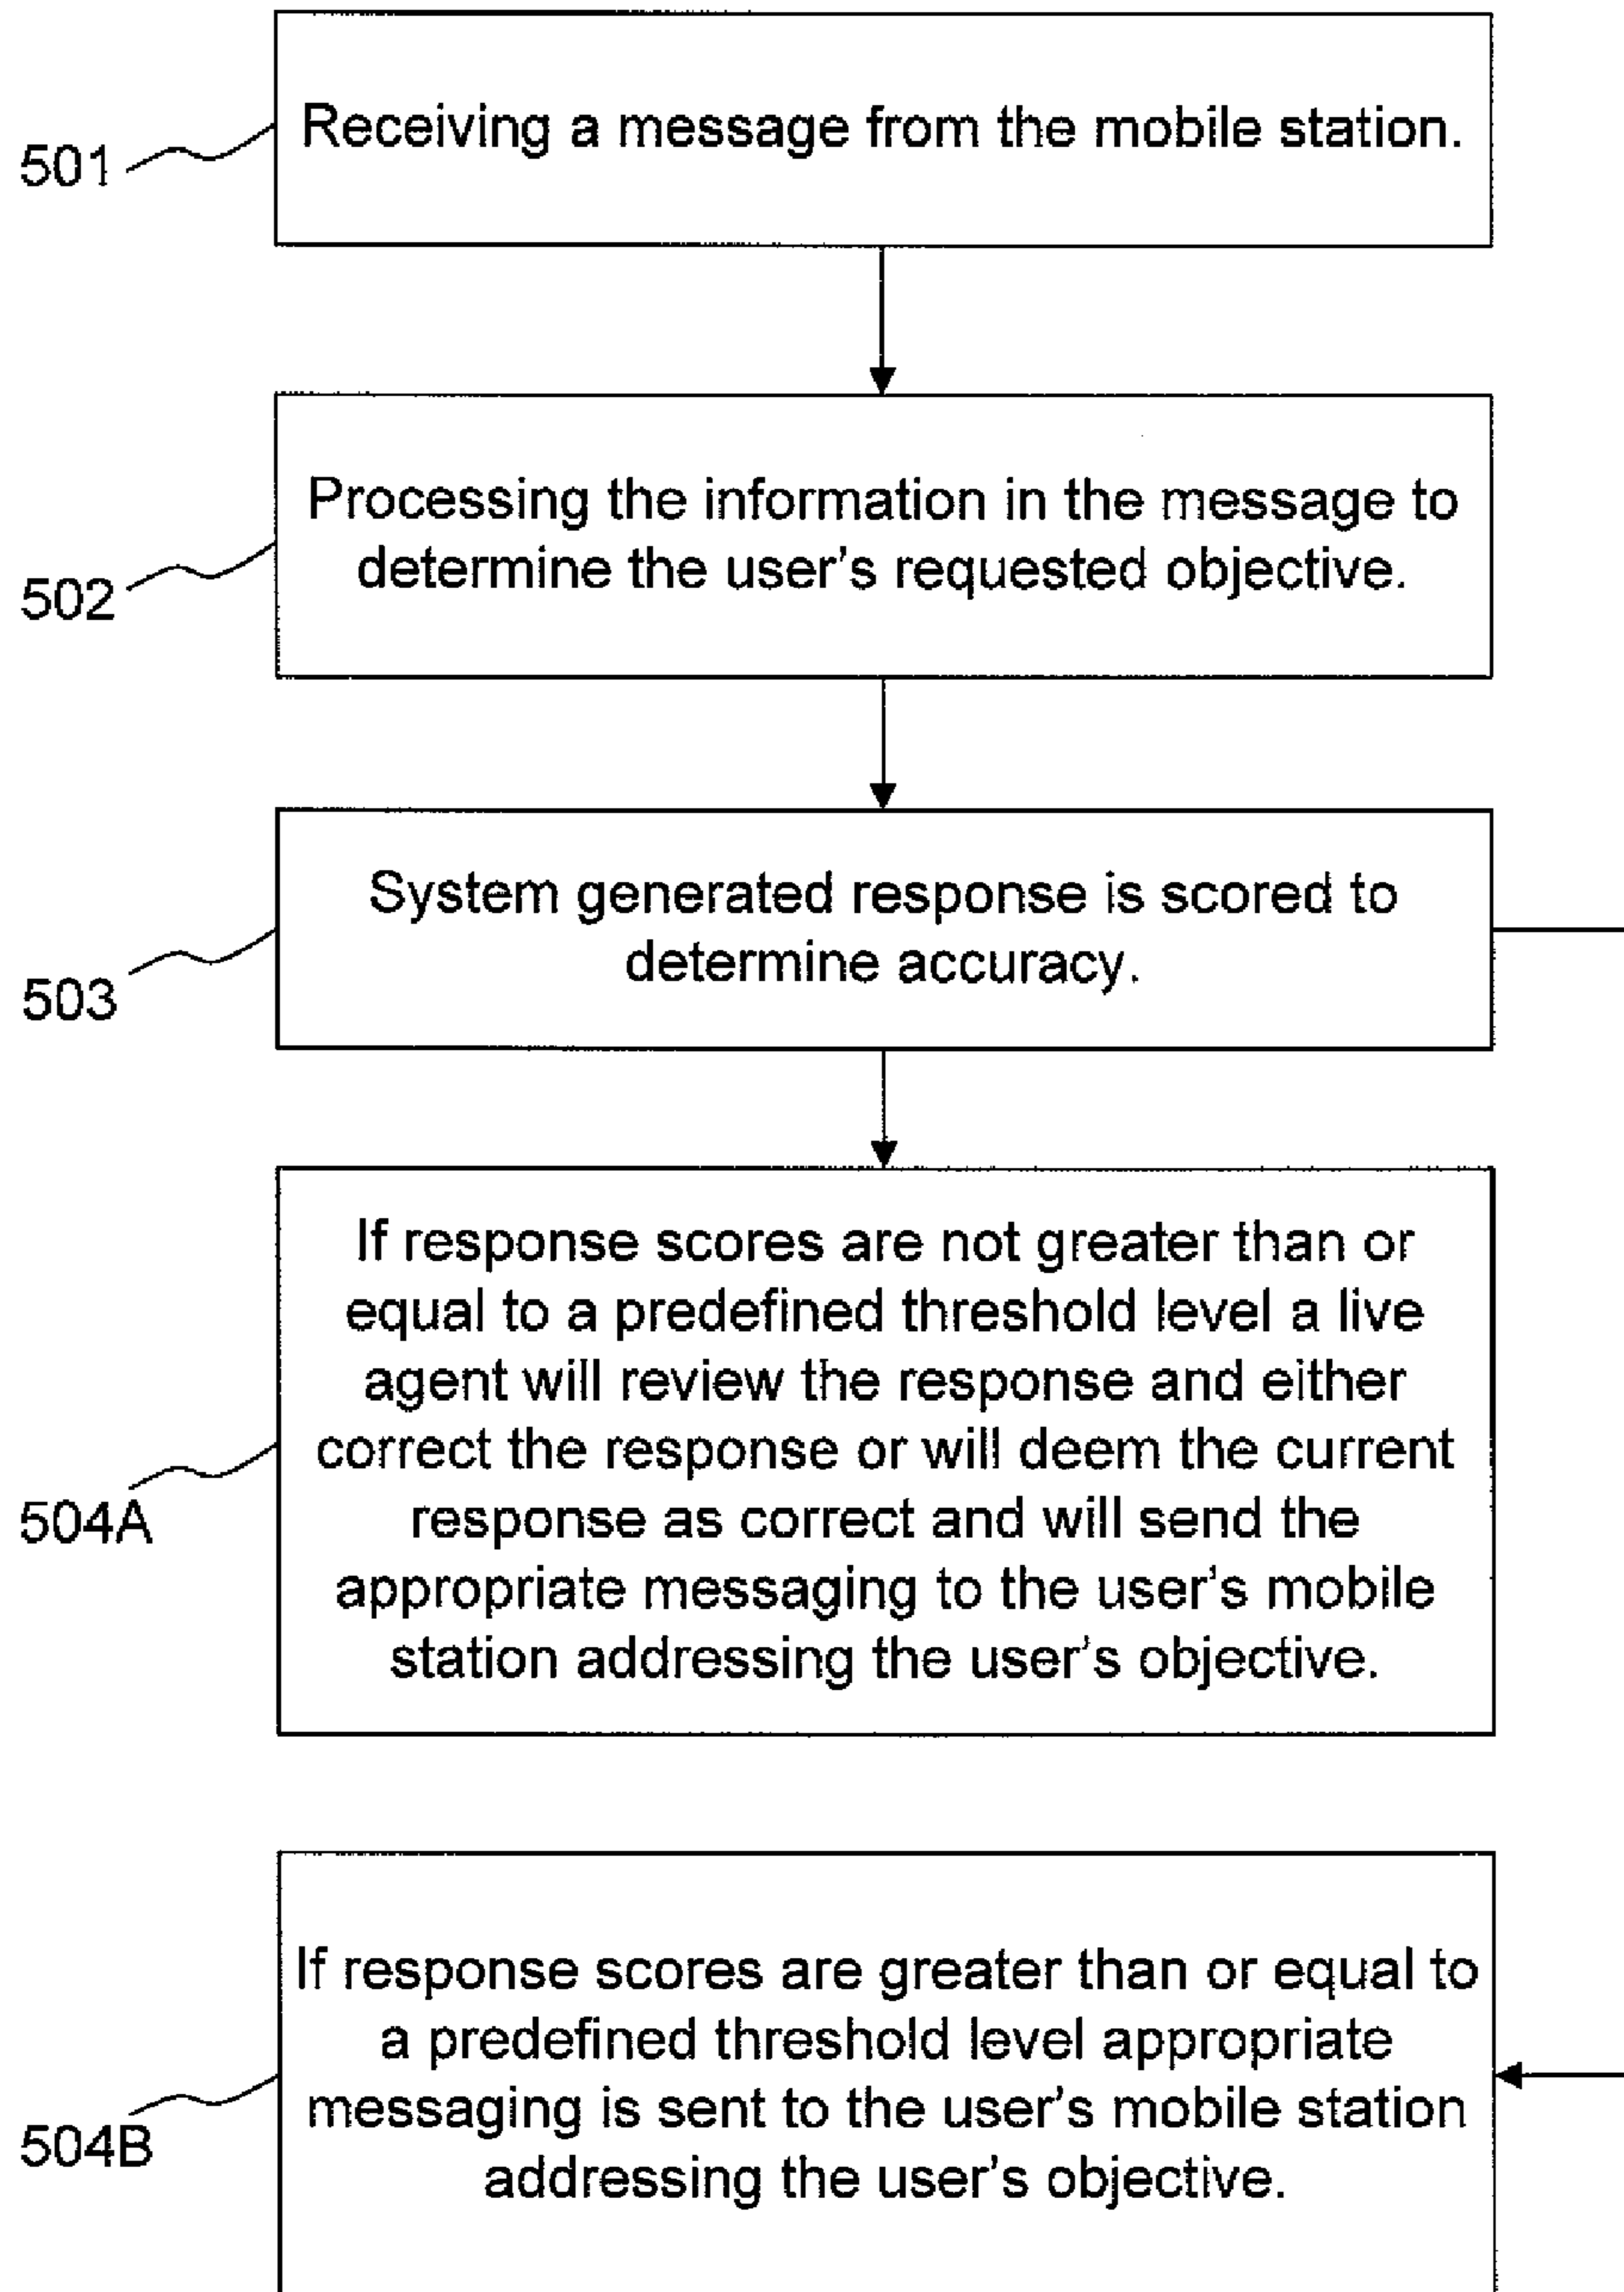 501
Receiving a message from the mobile station.
502
Processing the information in the message to
determine the user's requested objective.
503
System generated response is scored to
determine accuracy.
504A
If response scores are not greater than or
equal to a predefined threshold level a live
agent will review the response and either
correct the response or will deem the current
response as correct and will send the
appropriate messaging to the user's mobile
station addressing the user's objective.
504B
If response scores are greater than or equal to
a predefined threshold level appropriate
messaging is sent to the user's mobile station
addressing the user's objective.